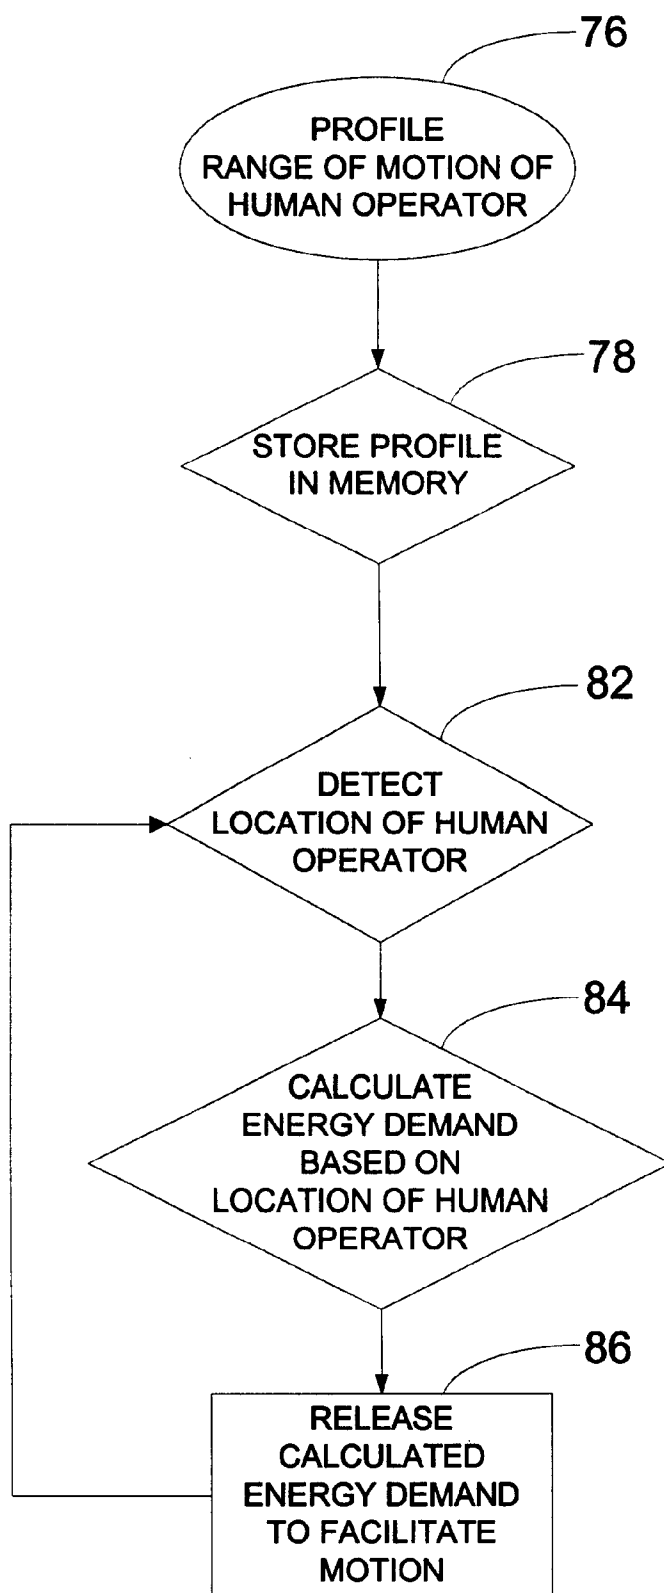 76
PROFILE
RANGE OF MOTION OF
HUMAN OPERATOR
78
STORE PROFILE
IN MEMORY
82
DETECT
LOCATION OF HUMAN
OPERATOR
84
CALCULATE
ENERGY DEMAND
BASED ON
LOCATION OF HUMAN
OPERATOR
86
RELEASE
CALCULATED
ENERGY DEMAND
TO FACILITATE
MOTION